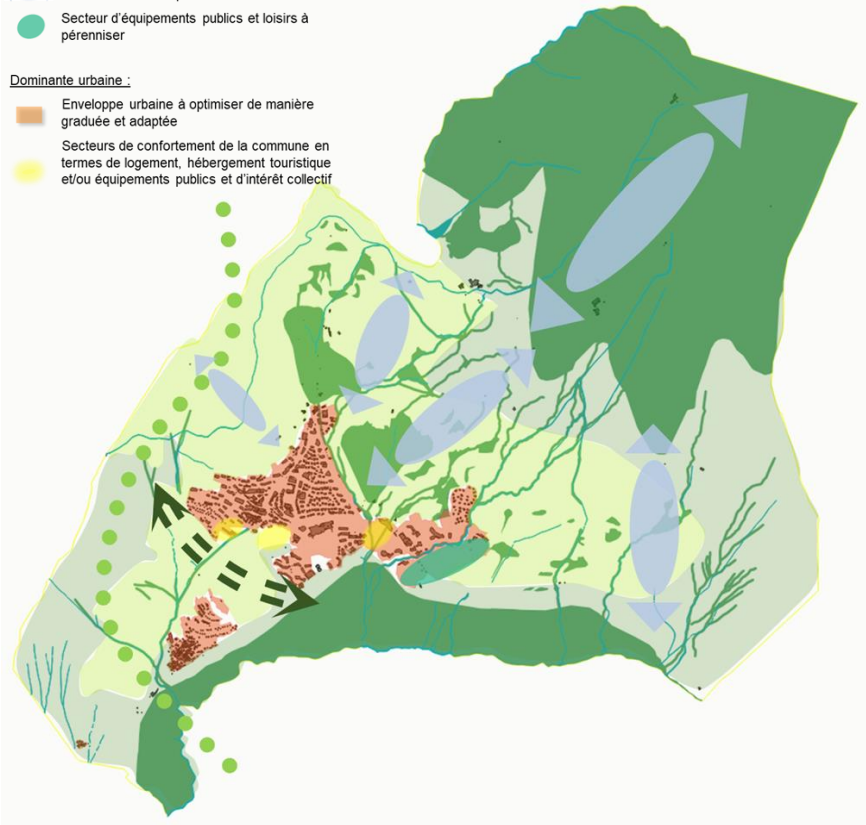 Secteur d'équipements publics et loisirs à
pérenniser
Dominante urbaine :
Enveloppe urbaine à optimiser de manière
graduée et adaptée
Secteurs de confortement de la commune en
termes de logement, hébergement touristique
et/ou équipements publics et d'intérêt collectif